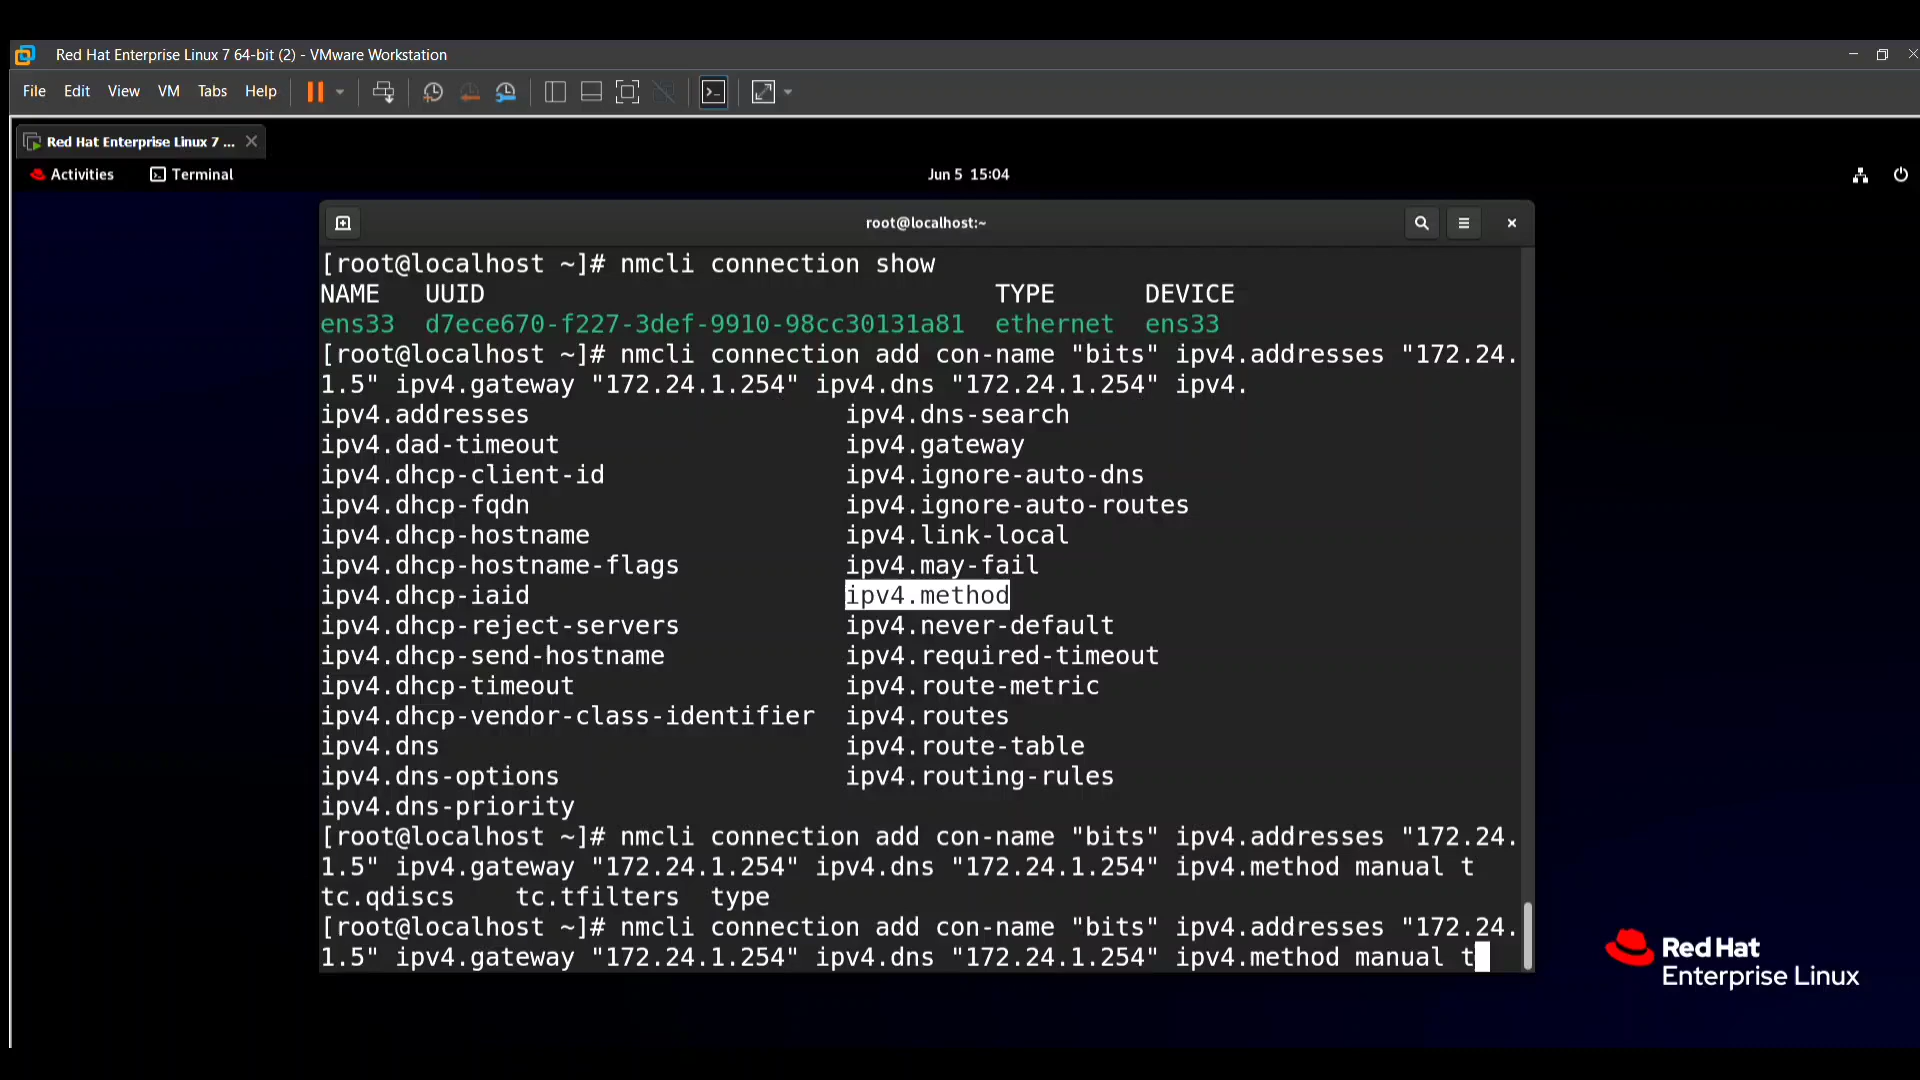 Red Hat Enterprise Linux 7 64-bit (2) - VMware Workstation
File Edit View VM Tabs Help
Red Hat Enterprise Linux 7 ...
Activities Terminal Jun 5 15:04
root@localhost:~
[root@localhost ~]# nmcli connection show
NAME UUID TYPE DEVICE
ens33 d7ece670-f227-3def-9910-98cc30131a81 ethernet ens33
[root@localhost ~]# nmcli connection add con-name "bits" ipv4.addresses "172.24.
1.5" ipv4.gateway "172.24.1.254" ipv4.dns "172.24.1.254" ipv4.
ipv4.addresses ipv4.dns-search
ipv4.dad-timeout ipv4.gateway
ipv4.dhcp-client-id ipv4.ignore-auto-dns
ipv4.dhcp-fqdn ipv4.ignore-auto-routes
ipv4.dhcp-hostname ipv4.link-local
ipv4.dhcp-hostname-flags ipv4.may-fail
ipv4.dhcp-iaid ipv4.method
ipv4.dhcp-reject-servers ipv4.never-default
ipv4.dhcp-send-hostname ipv4.required-timeout
ipv4.dhcp-timeout ipv4.route-metric
ipv4.dhcp-vendor-class-identifier ipv4.routes
ipv4.dns ipv4.route-table
ipv4.dns-options ipv4.routing-rules
ipv4.dns-priority
[root@localhost ~]# nmcli connection add con-name "bits" ipv4.addresses "172.24.
1.5" ipv4.gateway "172.24.1.254" ipv4.dns "172.24.1.254" ipv4.method manual t
tc.qdiscs tc.tfilters type
[root@localhost ~]# nmcli connection add con-name "bits" ipv4.addresses "172.24.
1.5" ipv4.gateway "172.24.1.254" ipv4.dns "172.24.1.254" ipv4.method manual t
Red Hat
Enterprise Linux